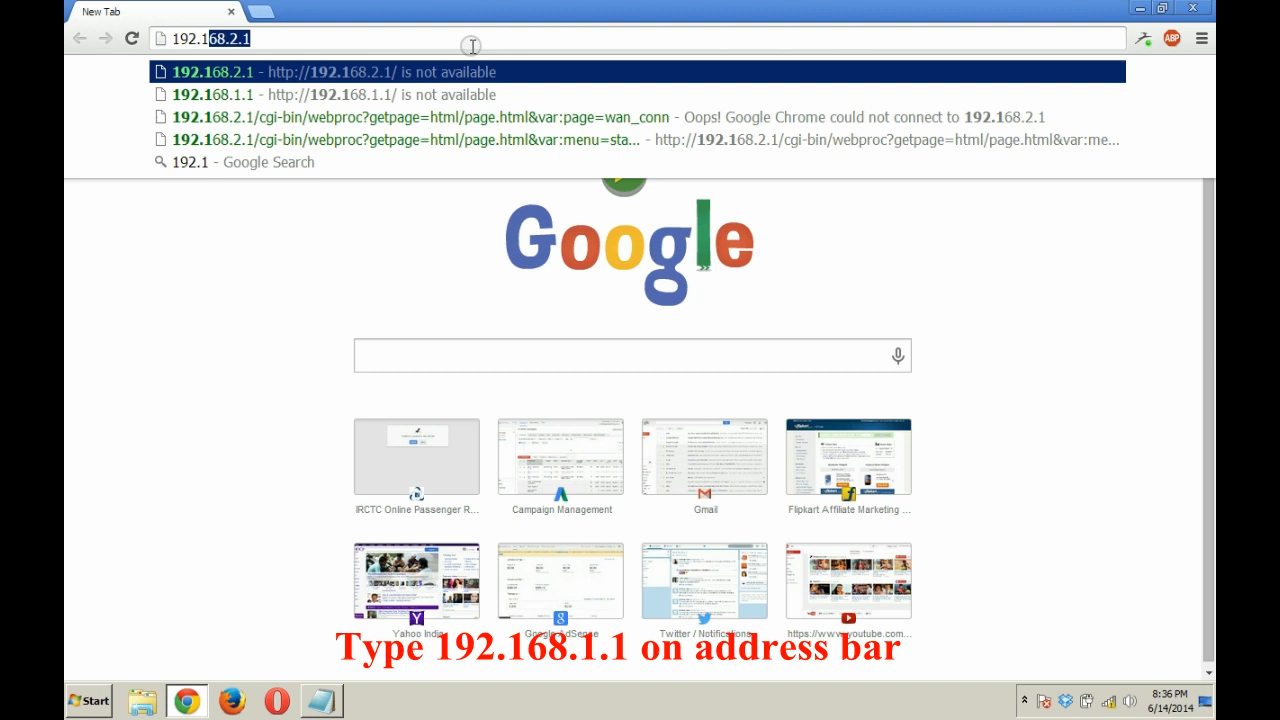 New Tab
192.168.2.1
192.168.2.1 - http://192.168.2.1/ is not available
192.168.1.1 - http://192.168.1.1/ is not available
192.168.2.1/cgi-bin/webproc?getpage=html/page.html&var:page=wan_conn - Oops! Google Chrome could not connect to 192.168.2.1
192.168.2.1/cgi-bin/webproc?getpage=html/page.html&var:menu=sta... - http://192.168.2.1/cgi-bin/webproc?getpage=html/page.html&var:me...
192.1 - Google Search
ABP
Google
IRCTC Online Passenger R...
Campaign Management
Gmail
Flipkart Affiliate Marketing ...
Yahoo India
Google AdSense
Twitter / Notifications
https://www.youtube.com...
Type 192.168.1.1 on address bar
Start
8:36 PM
6/14/2014